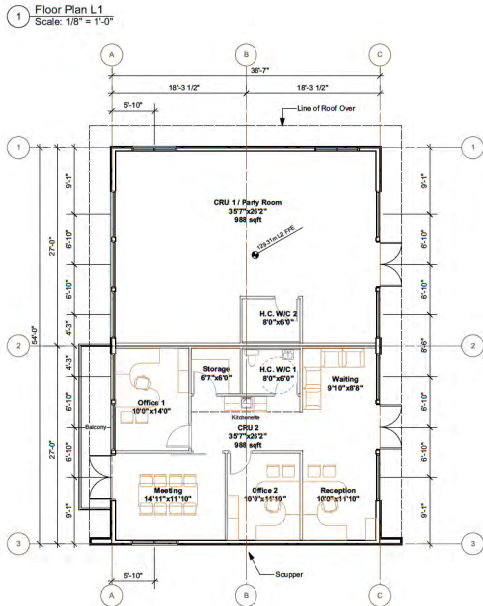 1
Floor Plan L1
Scale: 1/8" = 1'-0"
A
B
C
36'-7"
18'-3 1/2"
18'-3 1/2"
5'-10"
Line of Roof Over
1
1
9'-1"
9'-1"
CRU 1 / Party Room
35'7"x26'2"
988 sqft
6'-10"
6'-10"
27'-0"
6'-10"
6'-10"
H.C. W/C 2
8'0"x6'0"
4'-3"
54'-0"
2
2
8'-6"
4'-3"
Storage
6'7"x6'0"
H.C. W/C 1
8'0"x6'0"
Waiting
9'10"x8'8"
Office 1
10'0"x14'0"
6'-10"
6'-10"
Kitchenete
Balcony
CRU 2
35'7"x26'2"
988 sqft
27'-0"
6'-10"
6'-10"
Meeting
14'11"x11'10"
Office 2
10'0"x11'10"
Reception
10'0"x11'10"
9'-1"
9'-1"
3
3
5'-10"
Scupper
A
B
C